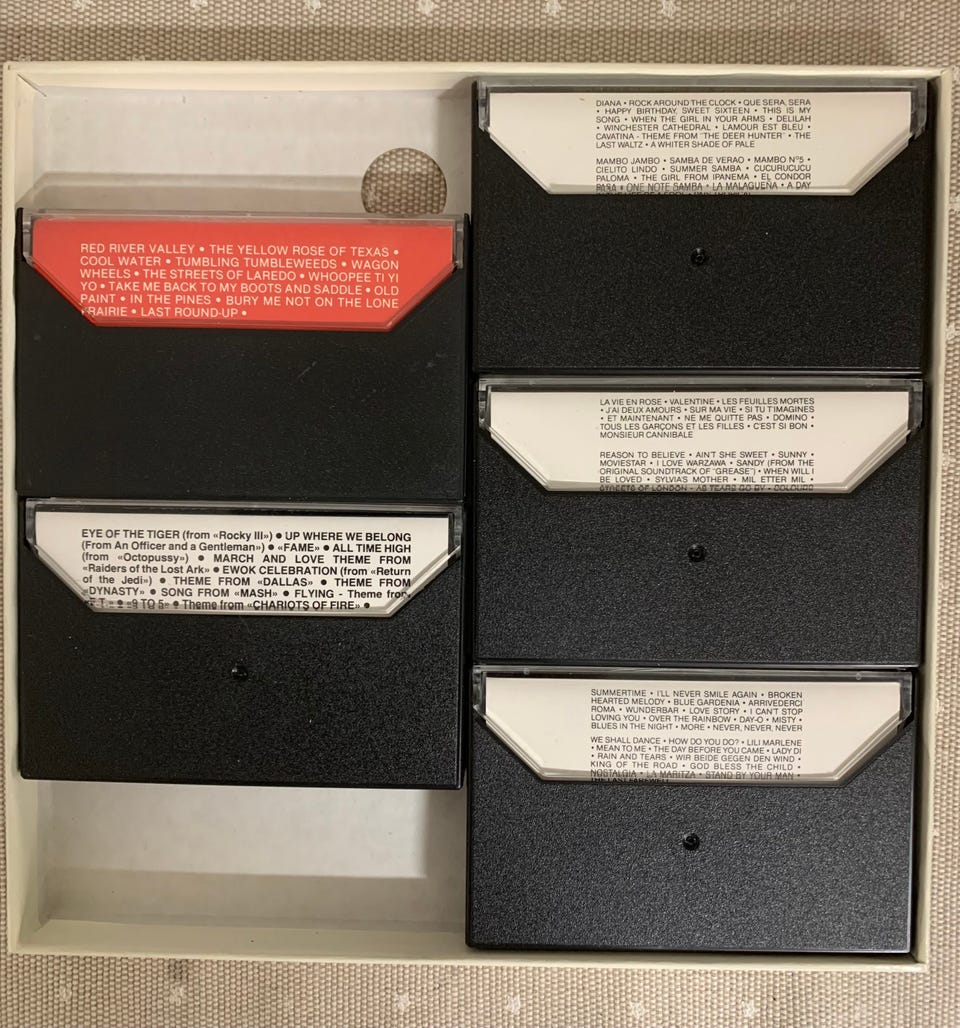 RED RIVER VALLEY • THE YELLOW ROSE OF TEXAS •
COOL WATER • TUMBLING TUMBLEWEEDS • WAGON
WHEELS • THE STREETS OF LAREDO • WHOOPEE TI YI
YO • TAKE ME BACK TO MY BOOTS AND SADDLE • OLD
PAINT • IN THE PINES • BURY ME NOT ON THE LONE
PRAIRIE • LAST ROUND-UP •
EYE OF THE TIGER (from «Rocky III») ● UP WHERE WE BELONG
(From An Officer and a Gentleman») ● «FAME» ● ALL TIME HIGH
(from «Octopussy») ● MARCH AND LOVE THEME FROM
«Raiders of the Lost Ark» ● EWOK CELEBRATION (from «Return
of the Jedi») ● THEME FROM «DALLAS» ● THEME FROM
«DYNASTY» ● SONG FROM «MASH» ● FLYING - Theme from
«E.T.» ● «9 TO 5» ● Theme from «CHARIOTS OF FIRE» ●
DIANA • ROCK AROUND THE CLOCK • QUE SERA, SERA
• HAPPY BIRTHDAY, SWEET SIXTEEN • THIS IS MY
SONG • WHEN THE GIRL IN YOUR ARMS • DELILAH
• WINCHESTER CATHEDRAL • LAMOUR EST BLEU •
CAVATINA - THEME FROM "THE DEER HUNTER" • THE
LAST WALTZ • A WHITER SHADE OF PALE
MAMBO JAMBO • SAMBA DE VERAO • MAMBO Nº5 •
CIELITO LINDO • SUMMER SAMBA • CUCURUCUCU
PALOMA • THE GIRL FROM IPANEMA • EL CONDOR
PASA • ONE NOTE SAMBA • LA MALAGUEÑA • A DAY
LA VIE EN ROSE • VALENTINE • LES FEUILLES MORTES
• J'AI DEUX AMOURS • SUR MA VIE • SI TU T'IMAGINES
• ET MAINTENANT • NE ME QUITTE PAS • DOMINO •
TOUS LES GARÇONS ET LES FILLES • C'EST SI BON •
MONSIEUR CANNIBALE
REASON TO BELIEVE • AIN'T SHE SWEET • SUNNY •
MOVIESTAR • I LOVE WARZAWA • SANDY (FROM THE
ORIGINAL SOUNDTRACK OF "GREASE") • WHEN WILL I
BE LOVED • SYLVIA'S MOTHER • MIL ETTER MIL •
STREETS OF LONDON • AS TEARS GO BY • COLOURS
SUMMERTIME • I'LL NEVER SMILE AGAIN • BROKEN
HEARTED MELODY • BLUE GARDENIA • ARRIVEDERCI
ROMA • WUNDERBAR • LOVE STORY • I CAN'T STOP
LOVING YOU • OVER THE RAINBOW • DAY-O • MISTY •
BLUES IN THE NIGHT • MORE • NEVER, NEVER, NEVER
WE SHALL DANCE • HOW DO YOU DO? • LILI MARLENE
• MEAN TO ME • THE DAY BEFORE YOU CAME • LADY DI
• RAIN AND TEARS • WIR BEIDE GEGEN DEN WIND •
KING OF THE ROAD • GOD BLESS THE CHILD •
NOSTALGIA • LA MARITZA • STAND BY YOUR MAN •
THE LAST FAREWELL